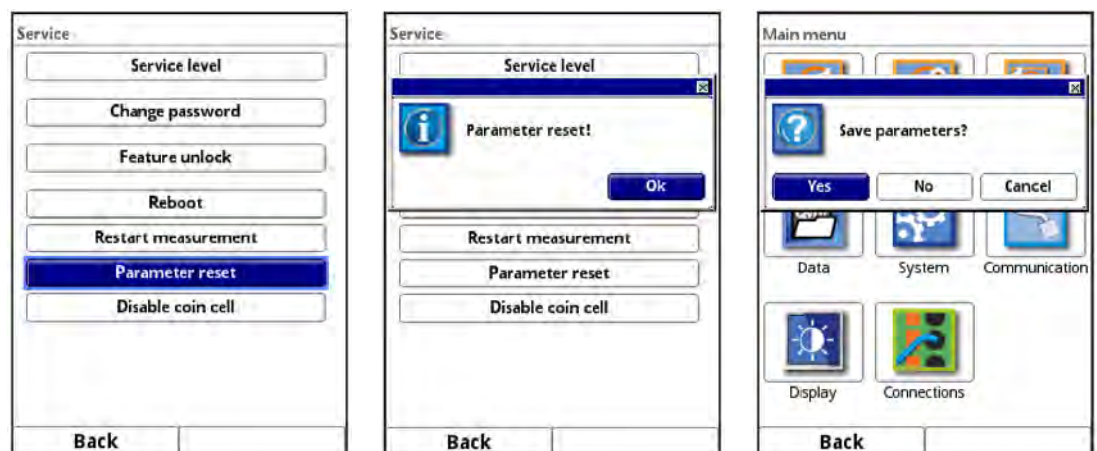 Service
Service level
Change password
Feature unlock
Reboot
Restart measurement
Parameter reset
Disable coin cell
Back
Service
Service level
Parameter reset!
Ok
Restart measurement
Parameter reset
Disable coin cell
Back
Main menu
Save parameters?
Yes No Cancel
Data System Communication
Display Connections
Back